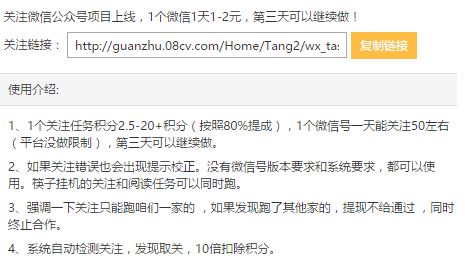 关注微信公众号项目上线，1个微信1天1-2元，第三天可以继续做！
关注链接： http://guanzhu.08cv.com/Home/Tang2/wx_tas 复制链接
使用介绍:
1、1个关注任务积分2.5-20+积分（按照80%提成），1个微信号一天能关注50左右
（平台没做限制），第三天可以继续做。
2、如果关注错误也会出现提示校正。没有微信号版本要求和系统要求，都可以使
用。筷子挂机的关注和阅读任务可以同时跑。
3、强调一下关注只能跑咱们一家的 ，如果发现跑了其他家的，提现不给通过 ，同时
终止合作。
4、系统自动检测关注，发现取关，10倍扣除积分。